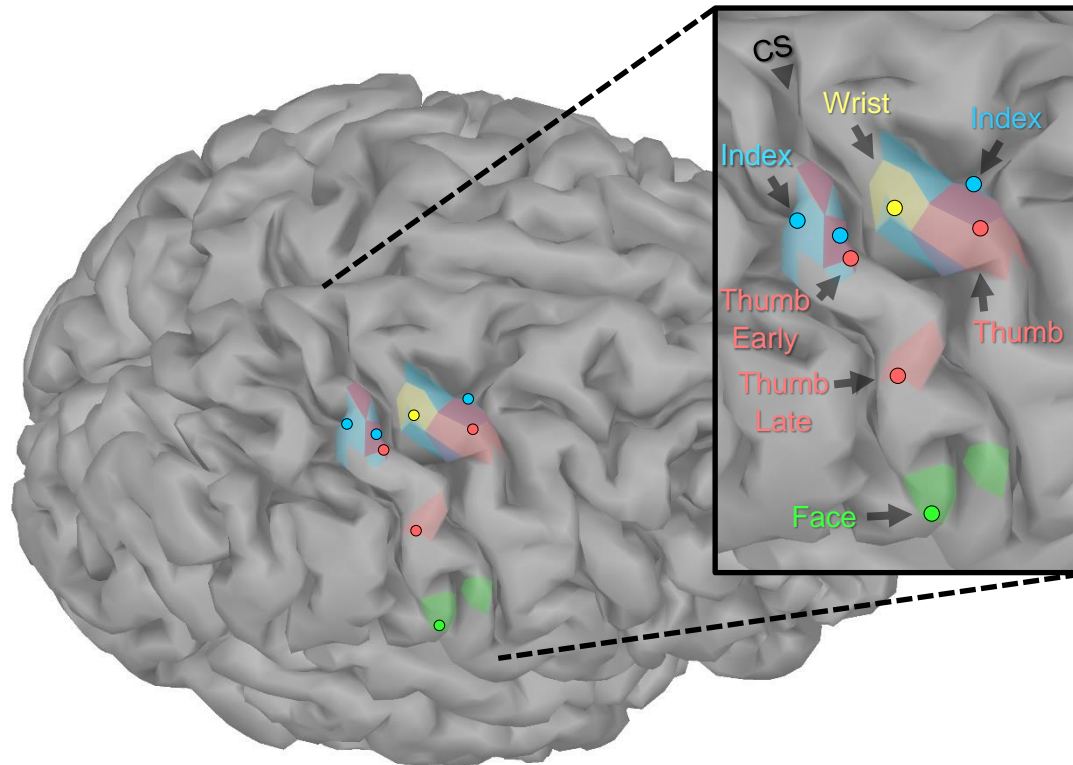 CS
Wrist
Index
Index
Thumb
Early
Thumb
Thumb
Late
Face